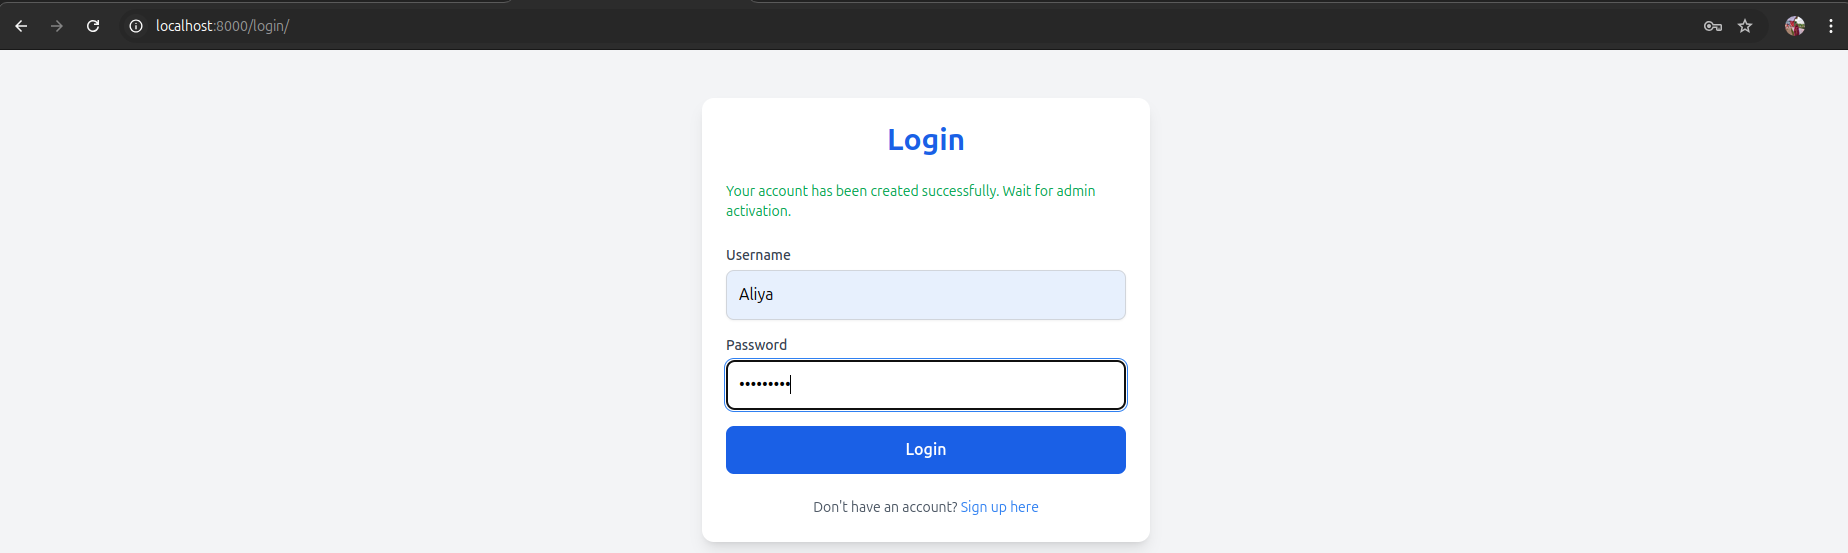 localhost:8000/login/
Login
Your account has been created successfully. Wait for admin
activation.
Username
Aliya
Password
•••••••••
Login
Don't have an account? Sign up here